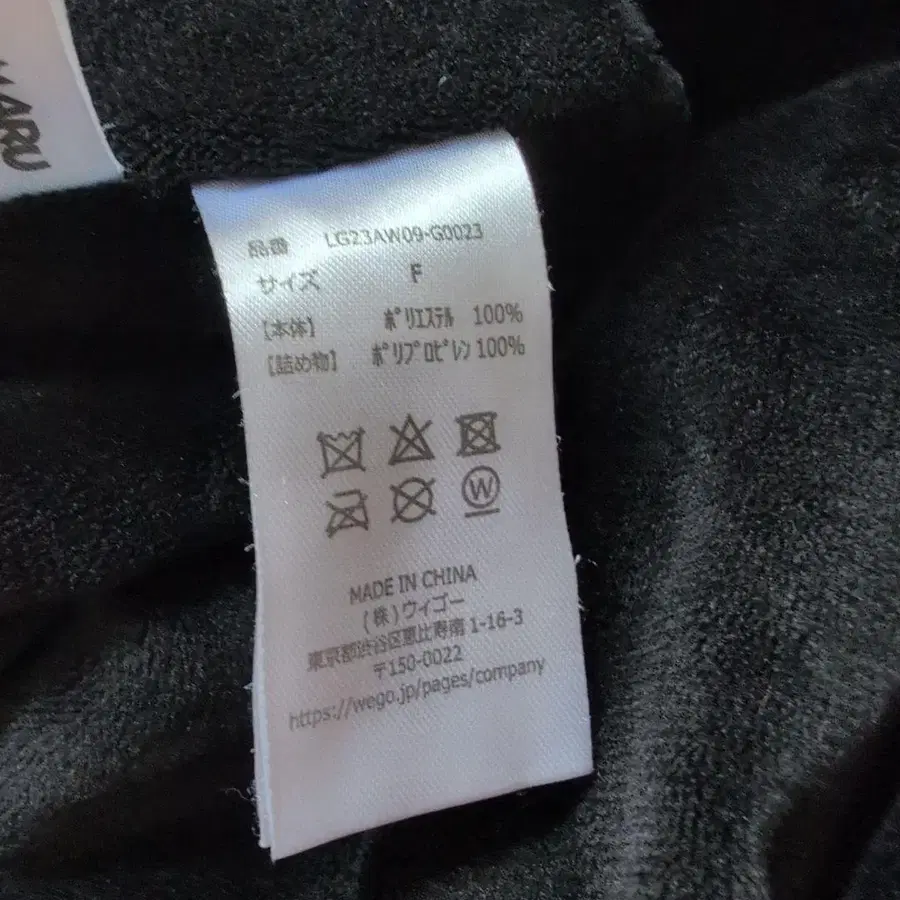 MARU
品番 LG23AW09-G0023
サイズ F
【本体】 ポリエステル 100%
【詰め物】 ポリプロピレン 100%
W
MADE IN CHINA
(株)ウィゴー
東京都渋谷区恵比寿南 1-16-3
〒150-0022
https://wego.jp/pages/company